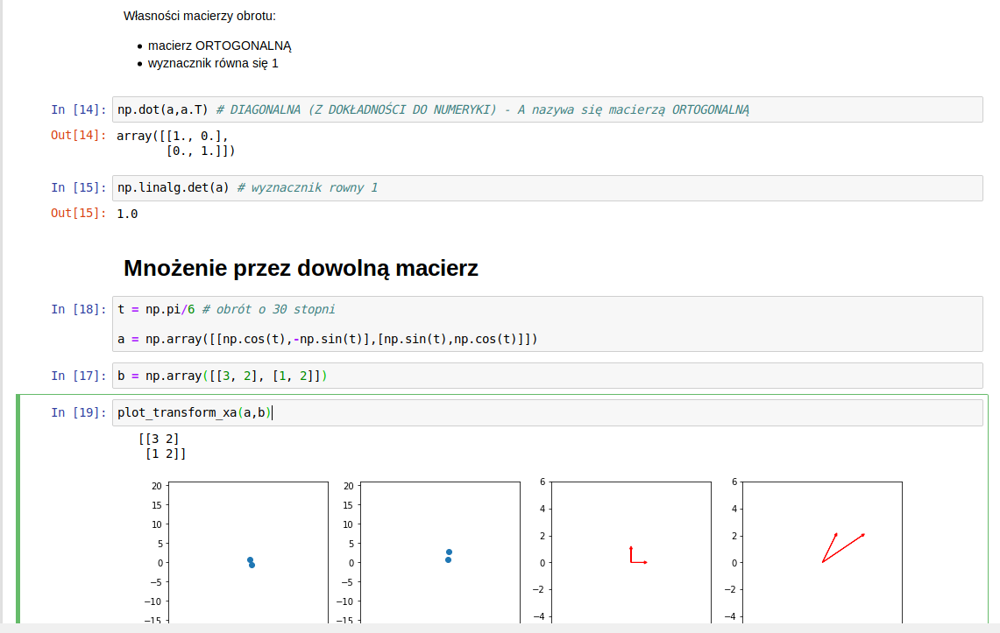 Własności macierzy obrotu:
• macierz ORTOGONALNĄ
• wyznacznik równa się 1
In [14]: np.dot(a,a.T) # DIAGONALNA (Z DOKŁADNOŚCI DO NUMERYKI) - A nazywa się macierzą ORTOGONALNĄ
Out[14]: array([[1., 0.],
[0., 1.]])
In [15]: np.linalg.det(a) # wyznacznik rowny 1
Out[15]: 1.0
Mnożenie przez dowolną macierz
In [18]: t = np.pi/6 # obrót o 30 stopni
a = np.array([[np.cos(t),-np.sin(t)],[np.sin(t),np.cos(t)]])
In [17]: b = np.array([[3, 2], [1, 2]])
In [19]: plot_transform_xa(a,b)
[[3 2]
[1 2]]
20
15
10
5
0
−5
−10
−15
20
15
10
5
0
−5
−10
−15
6
4
2
0
−2
−4
6
4
2
0
−2
−4